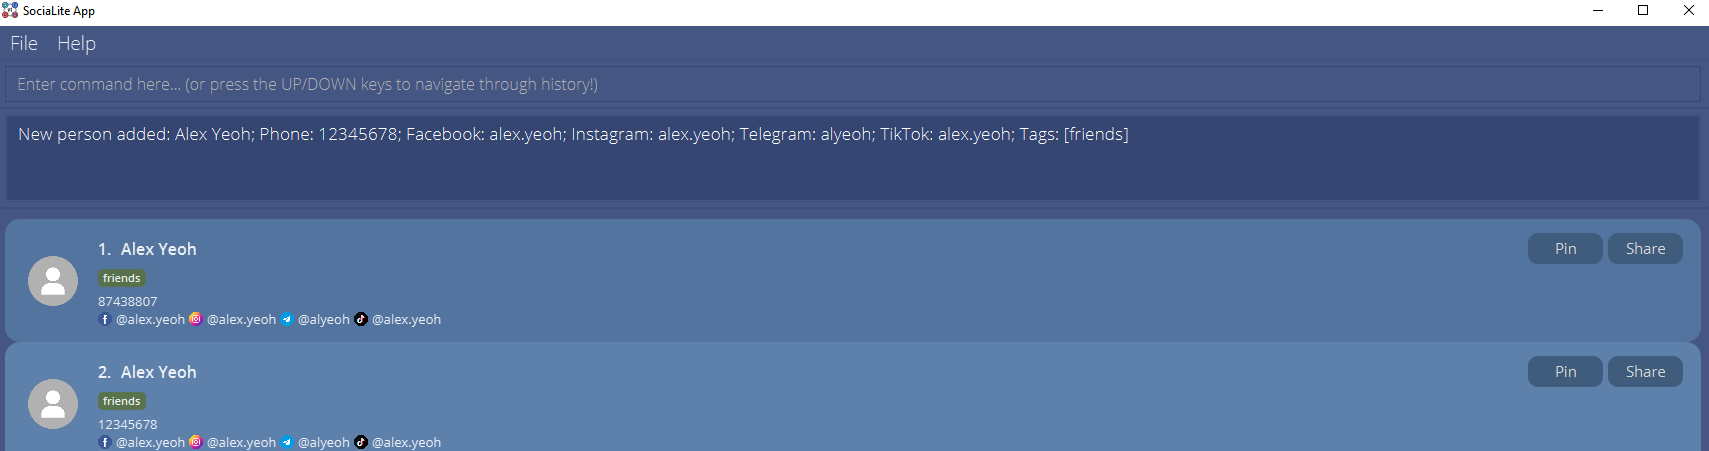 SociaLite App
File Help
Enter command here... (or press the UP/DOWN keys to navigate through history!)
New person added: Alex Yeoh; Phone: 12345678; Facebook: alex.yeoh; Instagram: alex.yeoh; Telegram: alyeoh; TikTok: alex.yeoh; Tags: [friends]
1. Alex Yeoh Pin Share
friends
87438807
@alex.yeoh @alex.yeoh @alyeoh @alex.yeoh
2. Alex Yeoh Pin Share
friends
12345678
@alex.yeoh @alex.yeoh @alyeoh @alex.yeoh